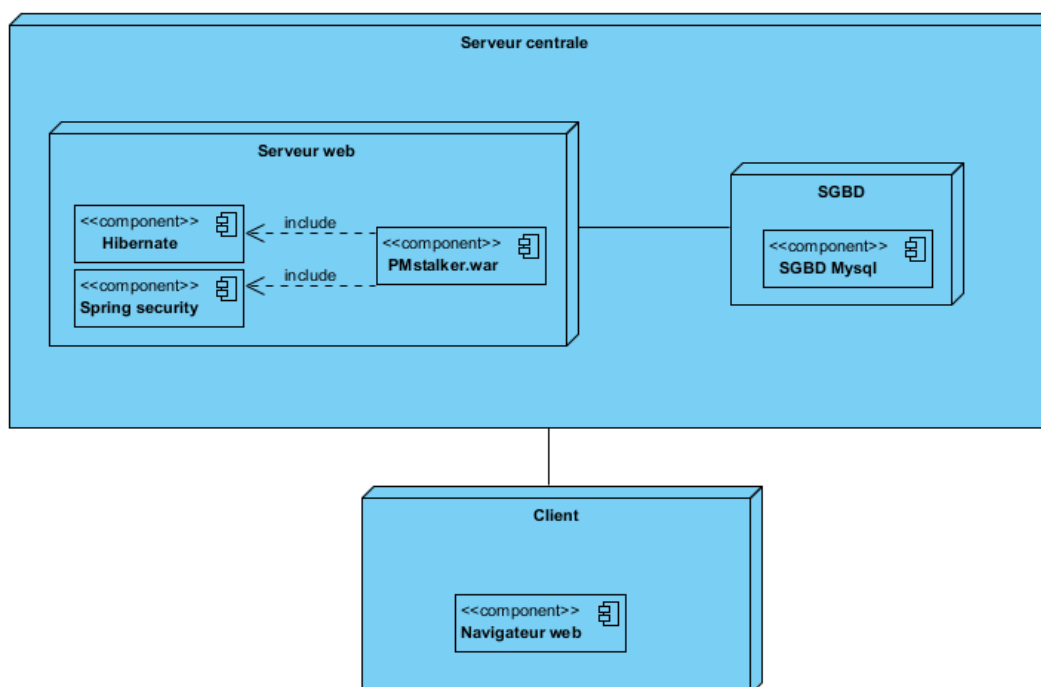 Serveur centrale
Serveur web
<<component>>
Hibernate
include
<<component>>
PMstalker.war
<<component>>
Spring security
include
SGBD
<<component>>
SGBD Mysql
Client
<<component>>
Navigateur web